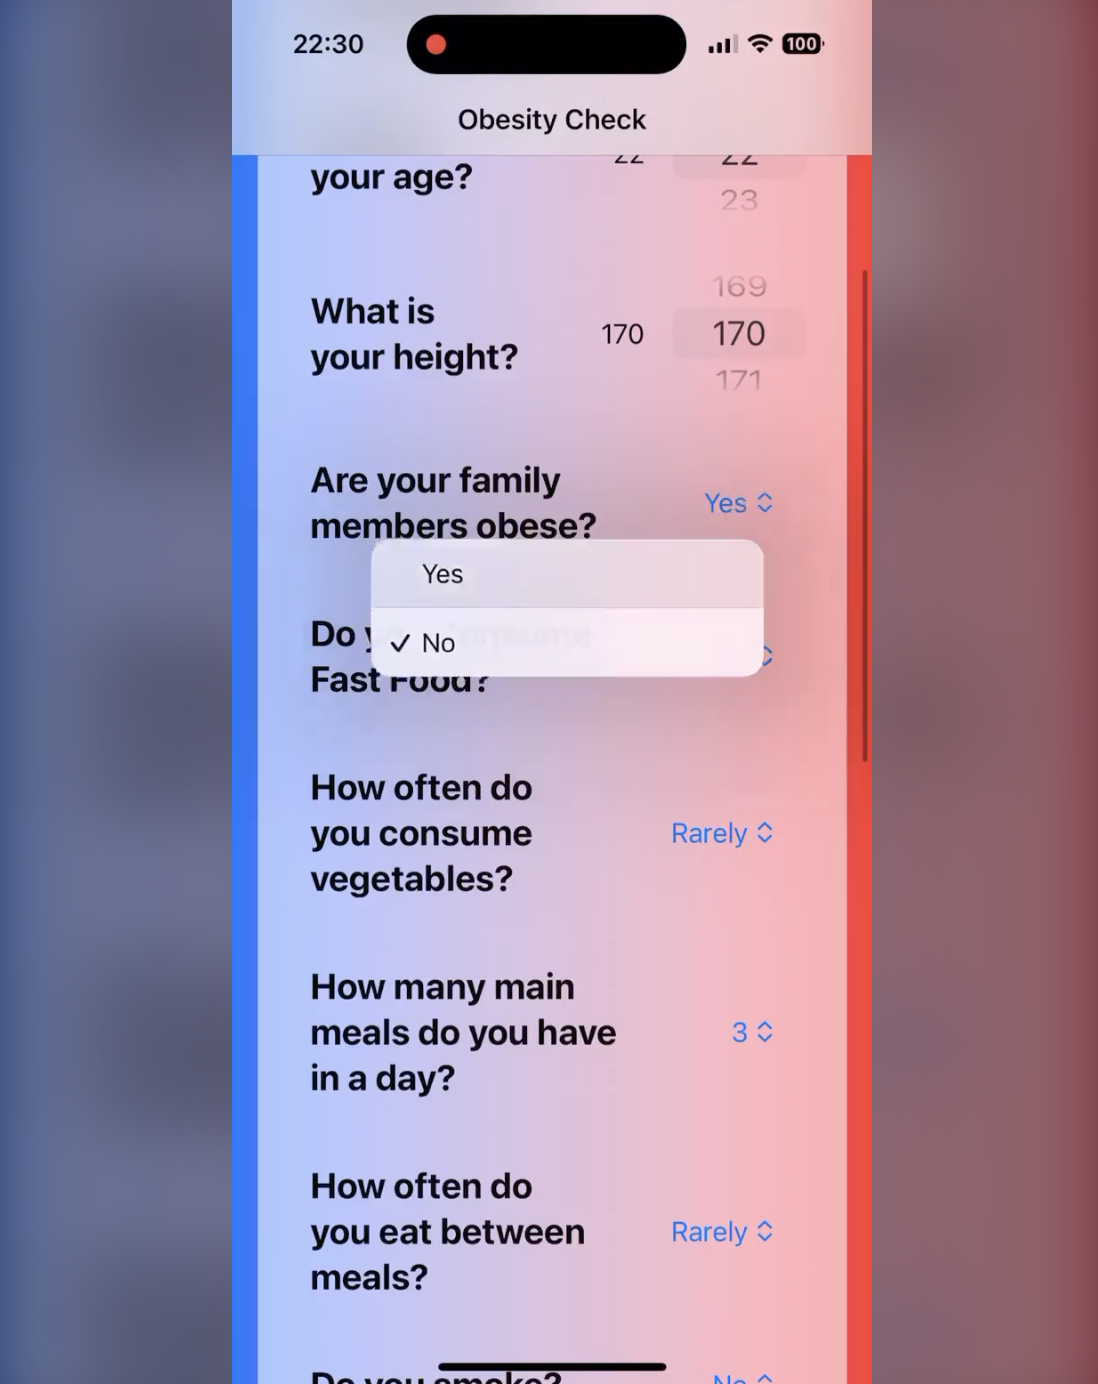 22:30
100
Obesity Check
your age?
22
22
23
What is
your height?
170
169
170
171
Are your family
members obese?
Yes
Yes
No
Do you consume
Fast Food?
How often do
you consume
vegetables?
Rarely
How many main
meals do you have
in a day?
3
How often do
you eat between
meals?
Rarely
Do you smoke?
No